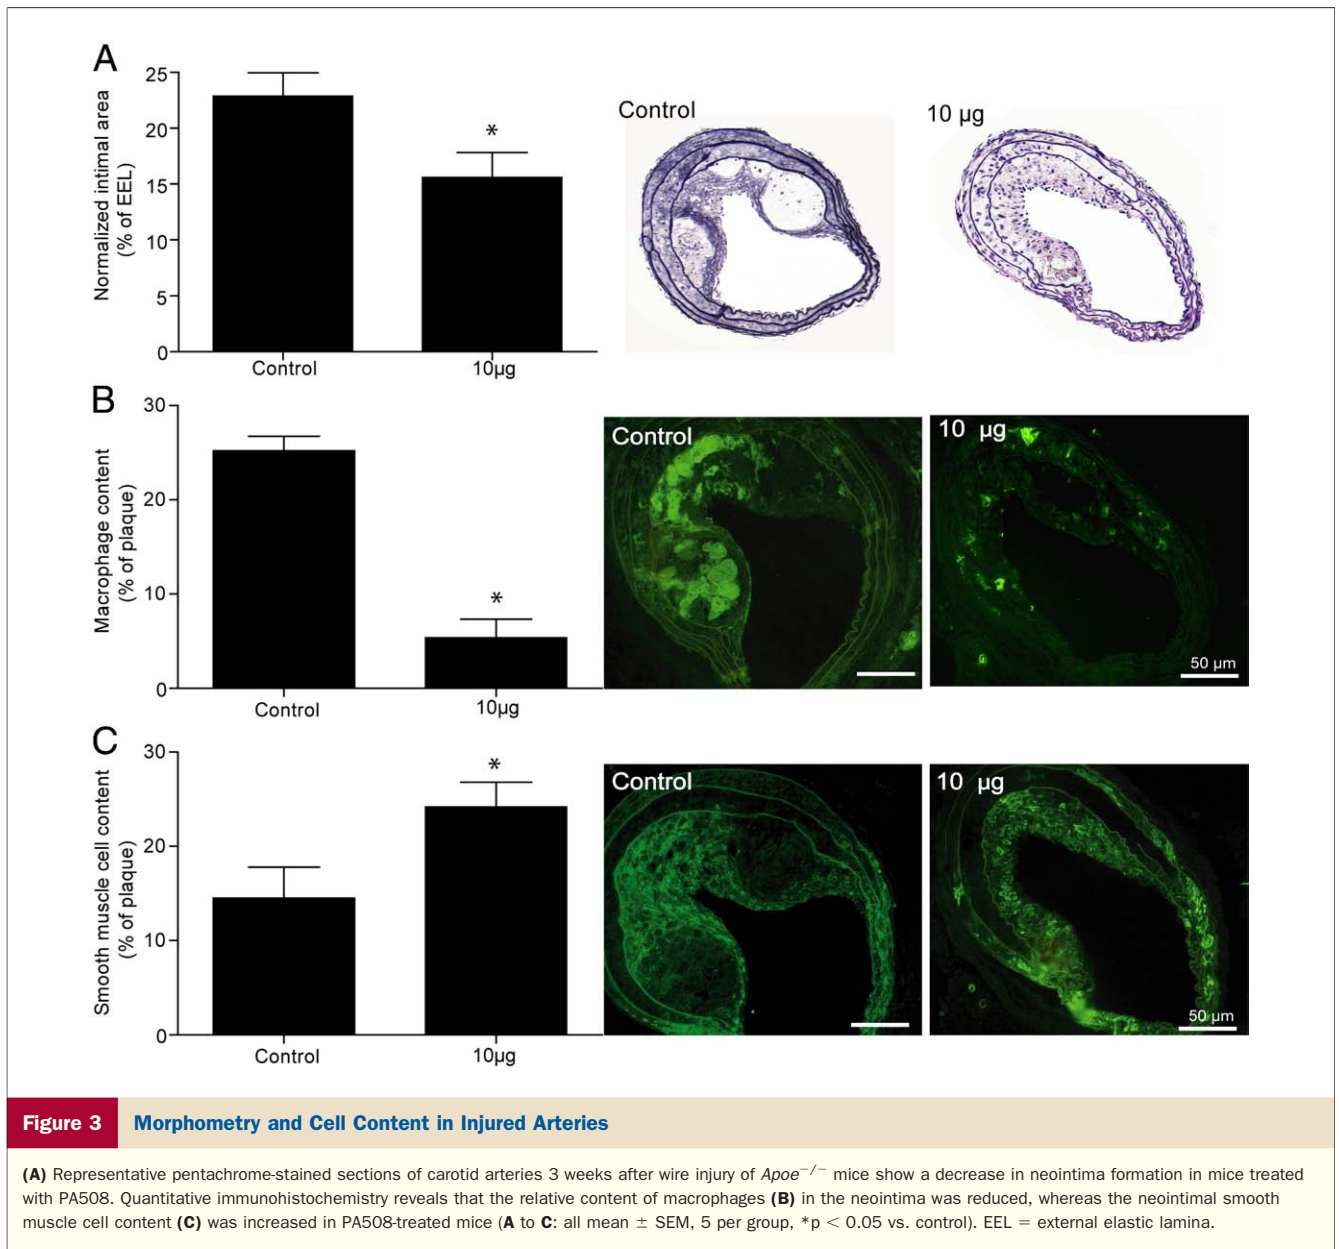 A
Normalized intimal area
(% of EEL)
25
20
15
10
5
0
*
Control
10µg
Control
10 µg
B
Macrophage content
(% of plaque)
30
20
10
0
*
Control
10µg
Control
10 µg
50 µm
C
Smooth muscle cell content
(% of plaque)
30
20
10
0
*
Control
10µg
Control
10 µg
50 µm
Figure 3 Morphometry and Cell Content in Injured Arteries
(A) Representative pentachrome-stained sections of carotid arteries 3 weeks after wire injury of Apoe−/− mice show a decrease in neointima formation in mice treated
with PA508. Quantitative immunohistochemistry reveals that the relative content of macrophages (B) in the neointima was reduced, whereas the neointimal smooth
muscle cell content (C) was increased in PA508-treated mice (A to C: all mean ± SEM, 5 per group, *p < 0.05 vs. control). EEL = external elastic lamina.